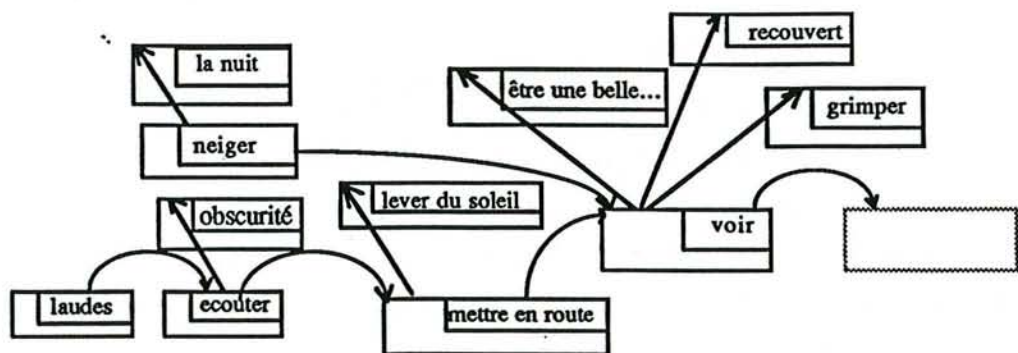 recouvert
la nuit
être une belle...
grimper
neiger
lever du soleil
obscurité
voir
laudes
ecouter
mettre en route